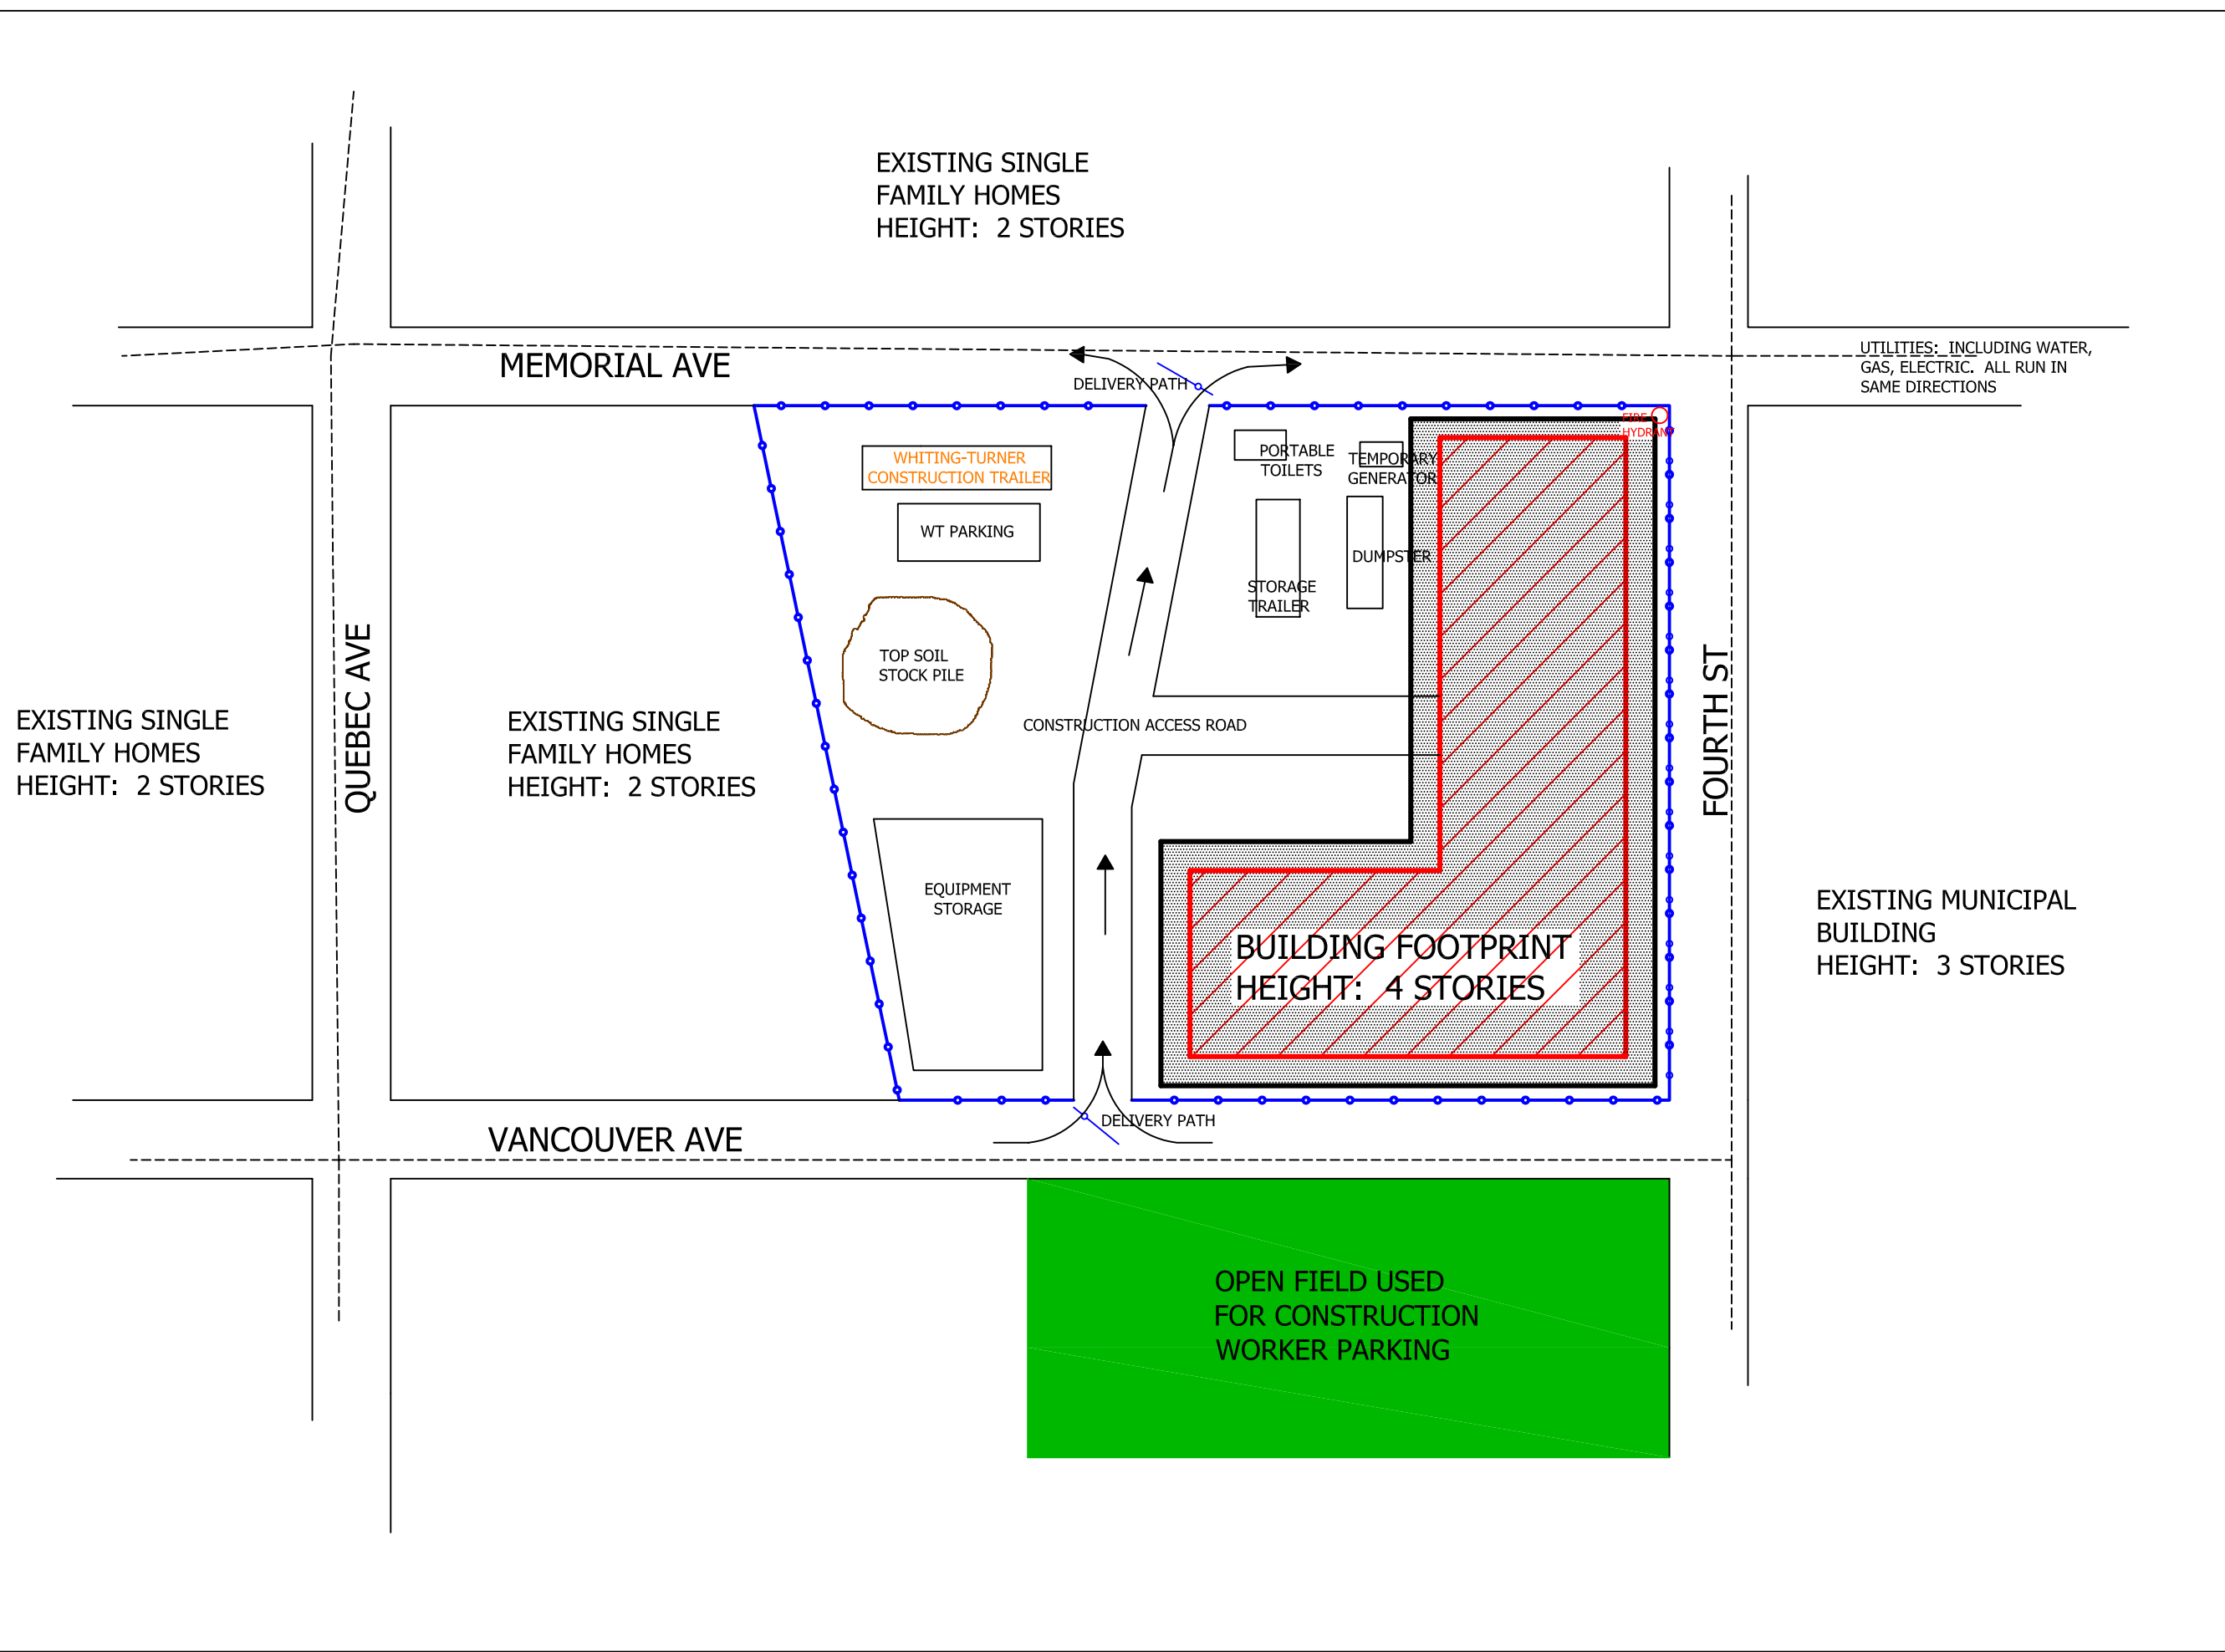 EXISTING SINGLE
FAMILY HOMES
HEIGHT:  2 STORIES
MEMORIAL AVE
UTILITIES:  INCLUDING WATER,
GAS, ELECTRIC.  ALL RUN IN
SAME DIRECTIONS
DELIVERY PATH
FIRE
HYDRANT
WHITING-TURNER
CONSTRUCTION TRAILER
PORTABLE
TOILETS
TEMPORARY
GENERATOR
WT PARKING
DUMPSTER
STORAGE
TRAILER
TOP SOIL
STOCK PILE
CONSTRUCTION ACCESS ROAD
QUEBEC AVE
FOURTH ST
EXISTING SINGLE
FAMILY HOMES
HEIGHT:  2 STORIES
EXISTING SINGLE
FAMILY HOMES
HEIGHT:  2 STORIES
EQUIPMENT
STORAGE
BUILDING FOOTPRINT
HEIGHT:  4 STORIES
EXISTING MUNICIPAL
BUILDING
HEIGHT:  3 STORIES
DELIVERY PATH
VANCOUVER AVE
OPEN FIELD USED
FOR CONSTRUCTION
WORKER PARKING